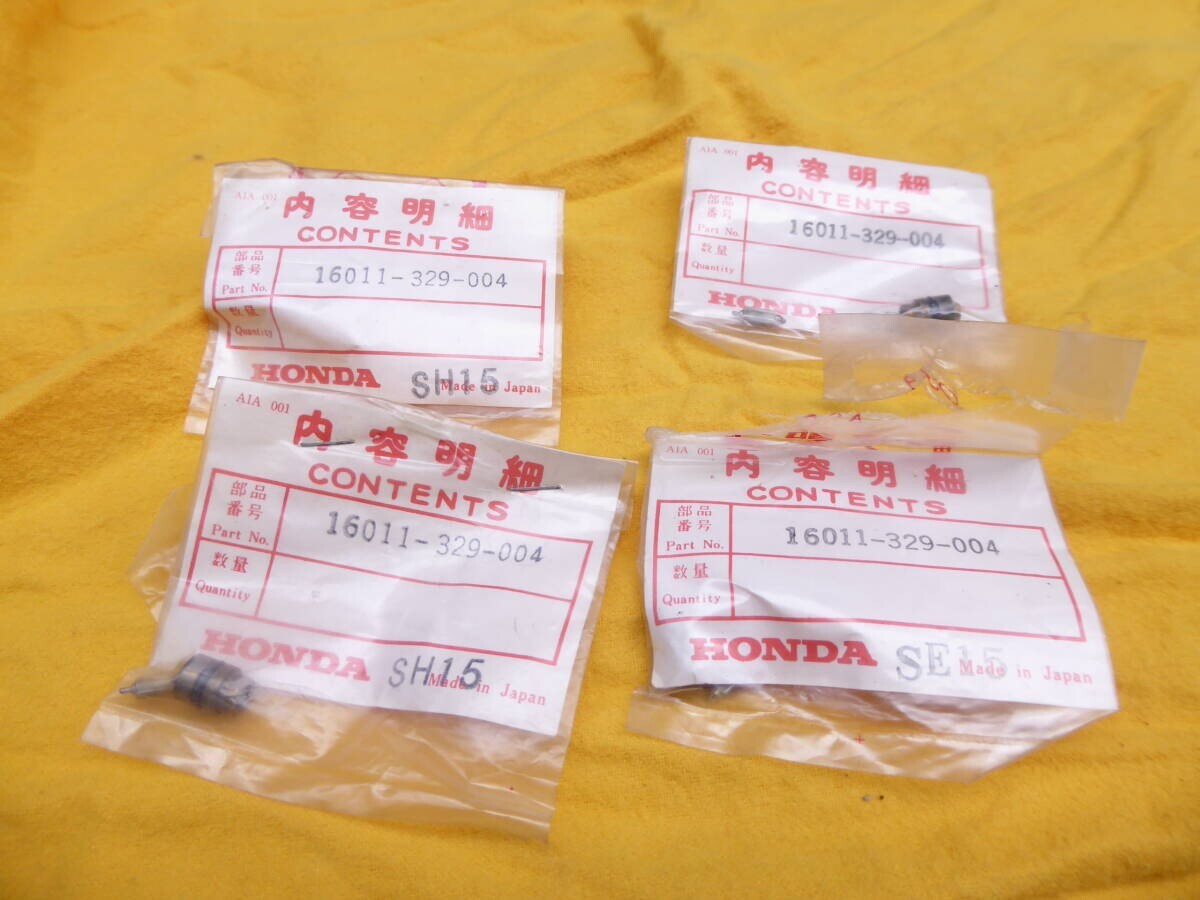 AIA 001
内容明細
CONTENTS
部品
番号
Part No.
16011-329-004
数量
Quantity
HONDA
SH15
Made in Japan
AIA 001
内容明細
CONTENTS
部品
番号
Part No.
16011-329-004
数量
Quantity
HONDA
AIA 001
内容明細
CONTENTS
部品
番号
Part No.
16011-329-004
数量
Quantity
HONDA
SH15
Made in Japan
AIA 001
内容明細
CONTENTS
部品
番号
Part No.
16011-329-004
数量
Quantity
HONDA
SE15
Made in Japan